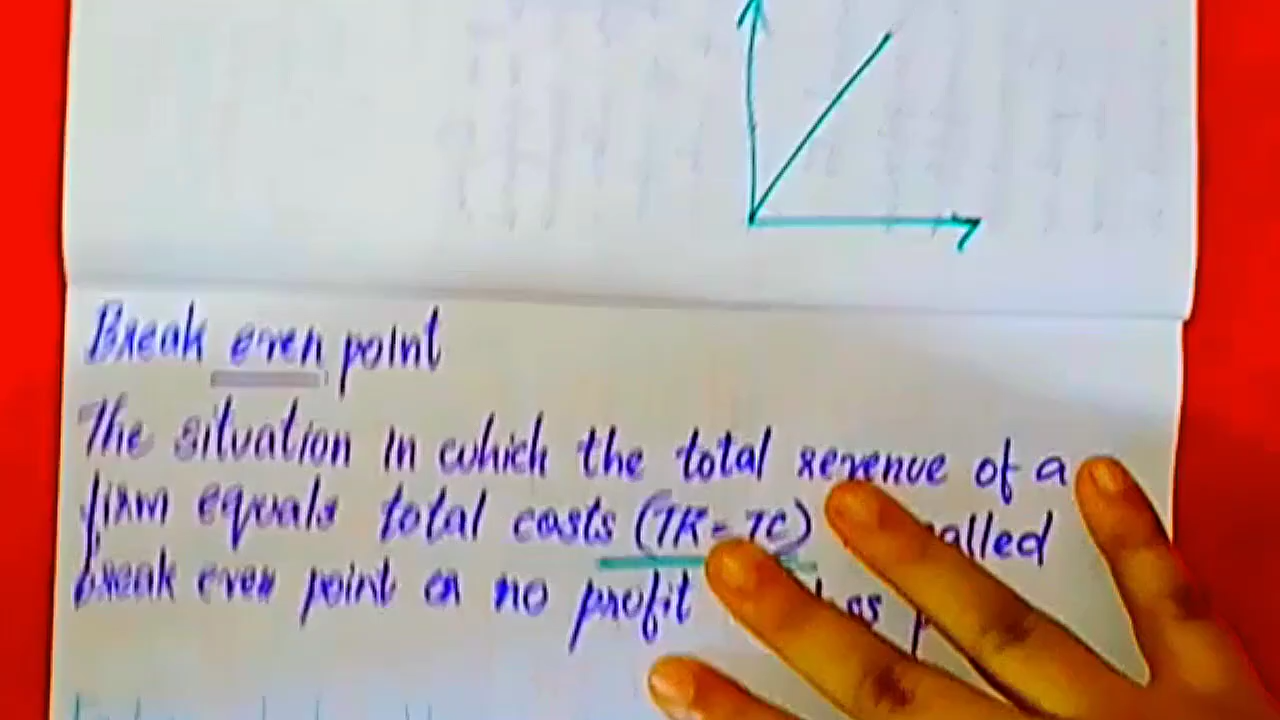 Break even point
The situation in which the total revenue of a
firm equals total costs (TR = TC) called
break even point or no profit